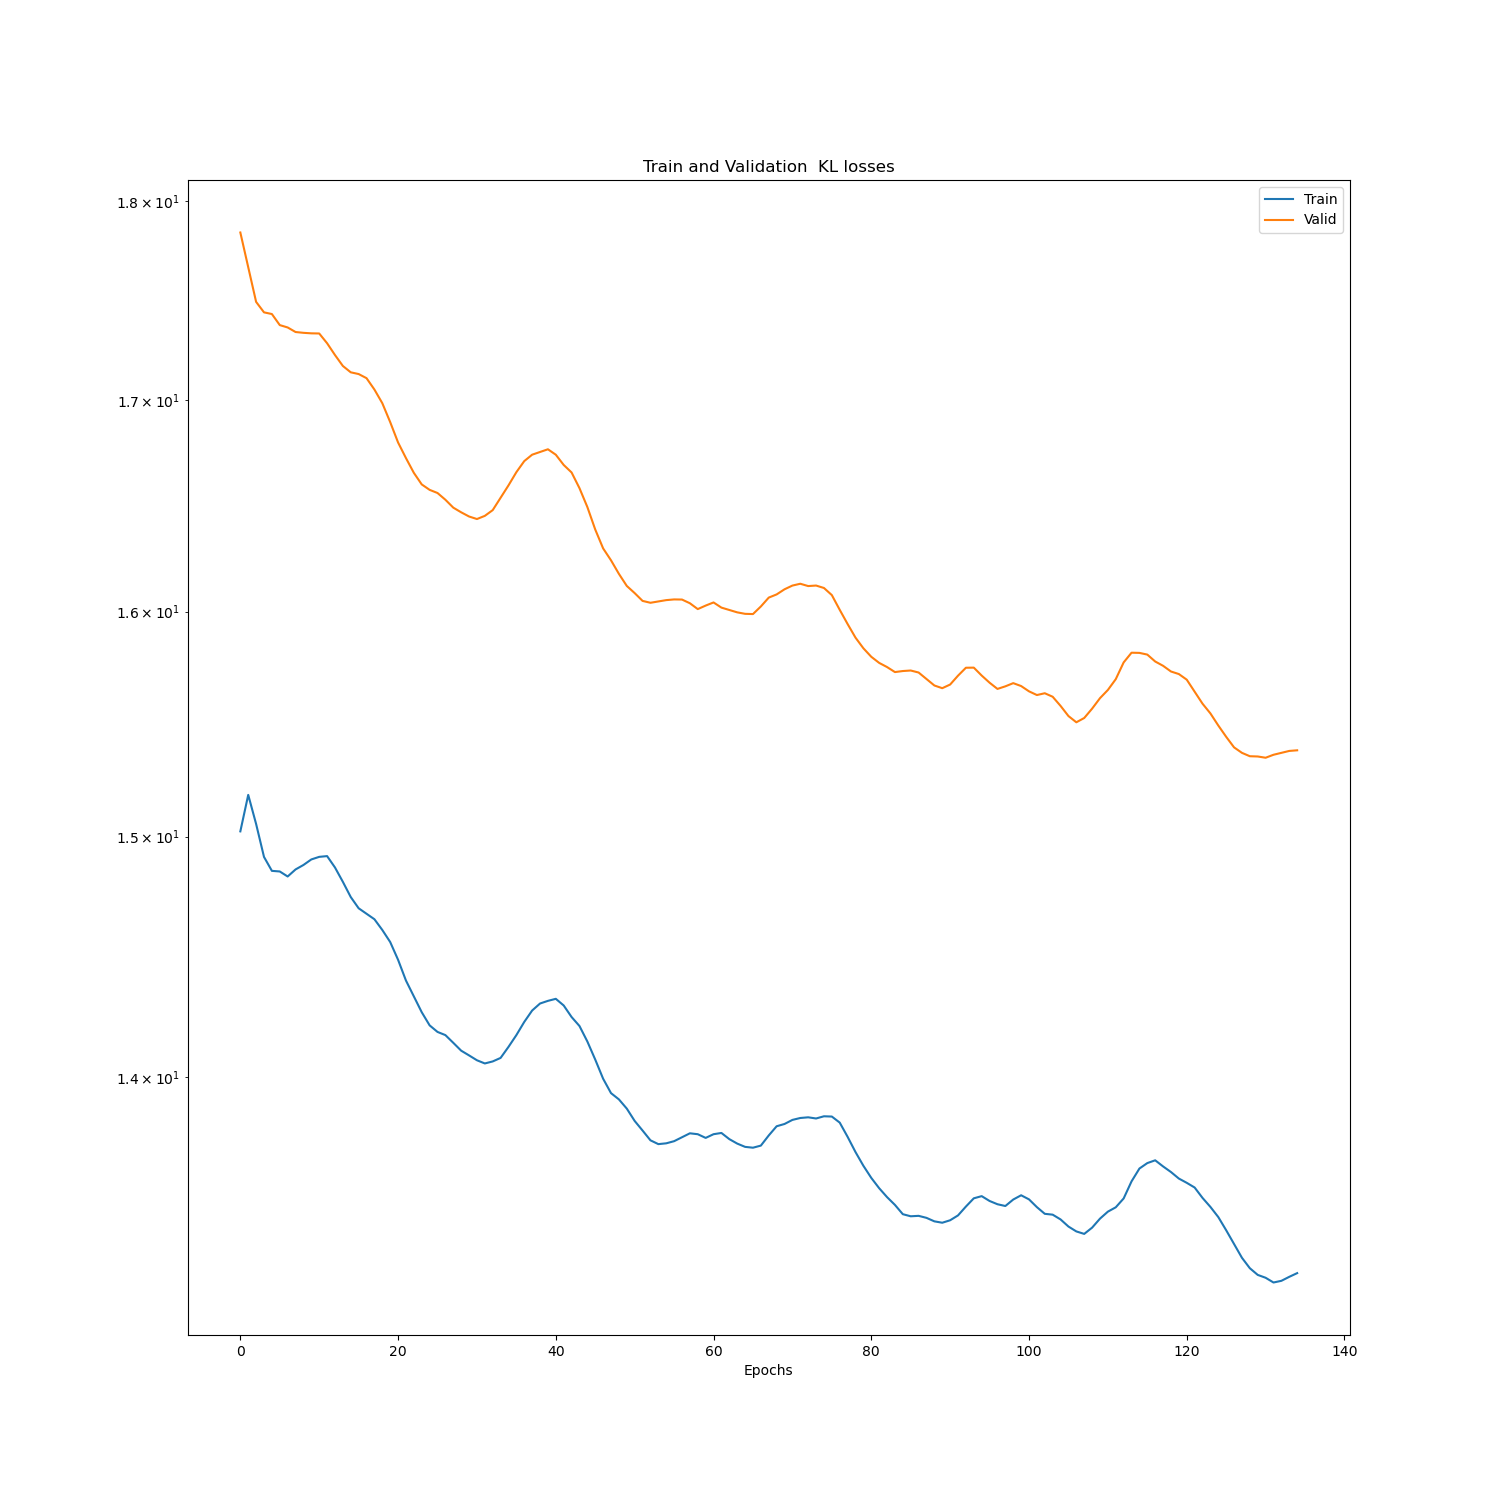 Train and Validation  KL losses
Train
Valid
1.8 × 10¹
1.7 × 10¹
1.6 × 10¹
1.5 × 10¹
1.4 × 10¹
0 20 40 60 80 100 120 140
Epochs